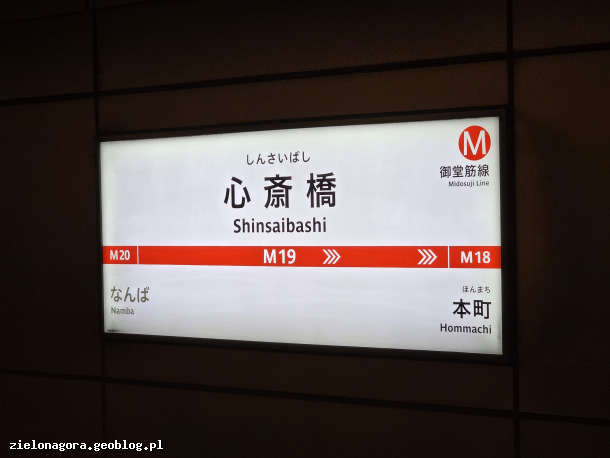 M
御堂筋線
Midosuji Line
しんさいばし
心斎橋
Shinsaibashi
M20
M19
M18
なんば
Namba
ほんまち
本町
Hommachi
zielonagora.geoblog.pl